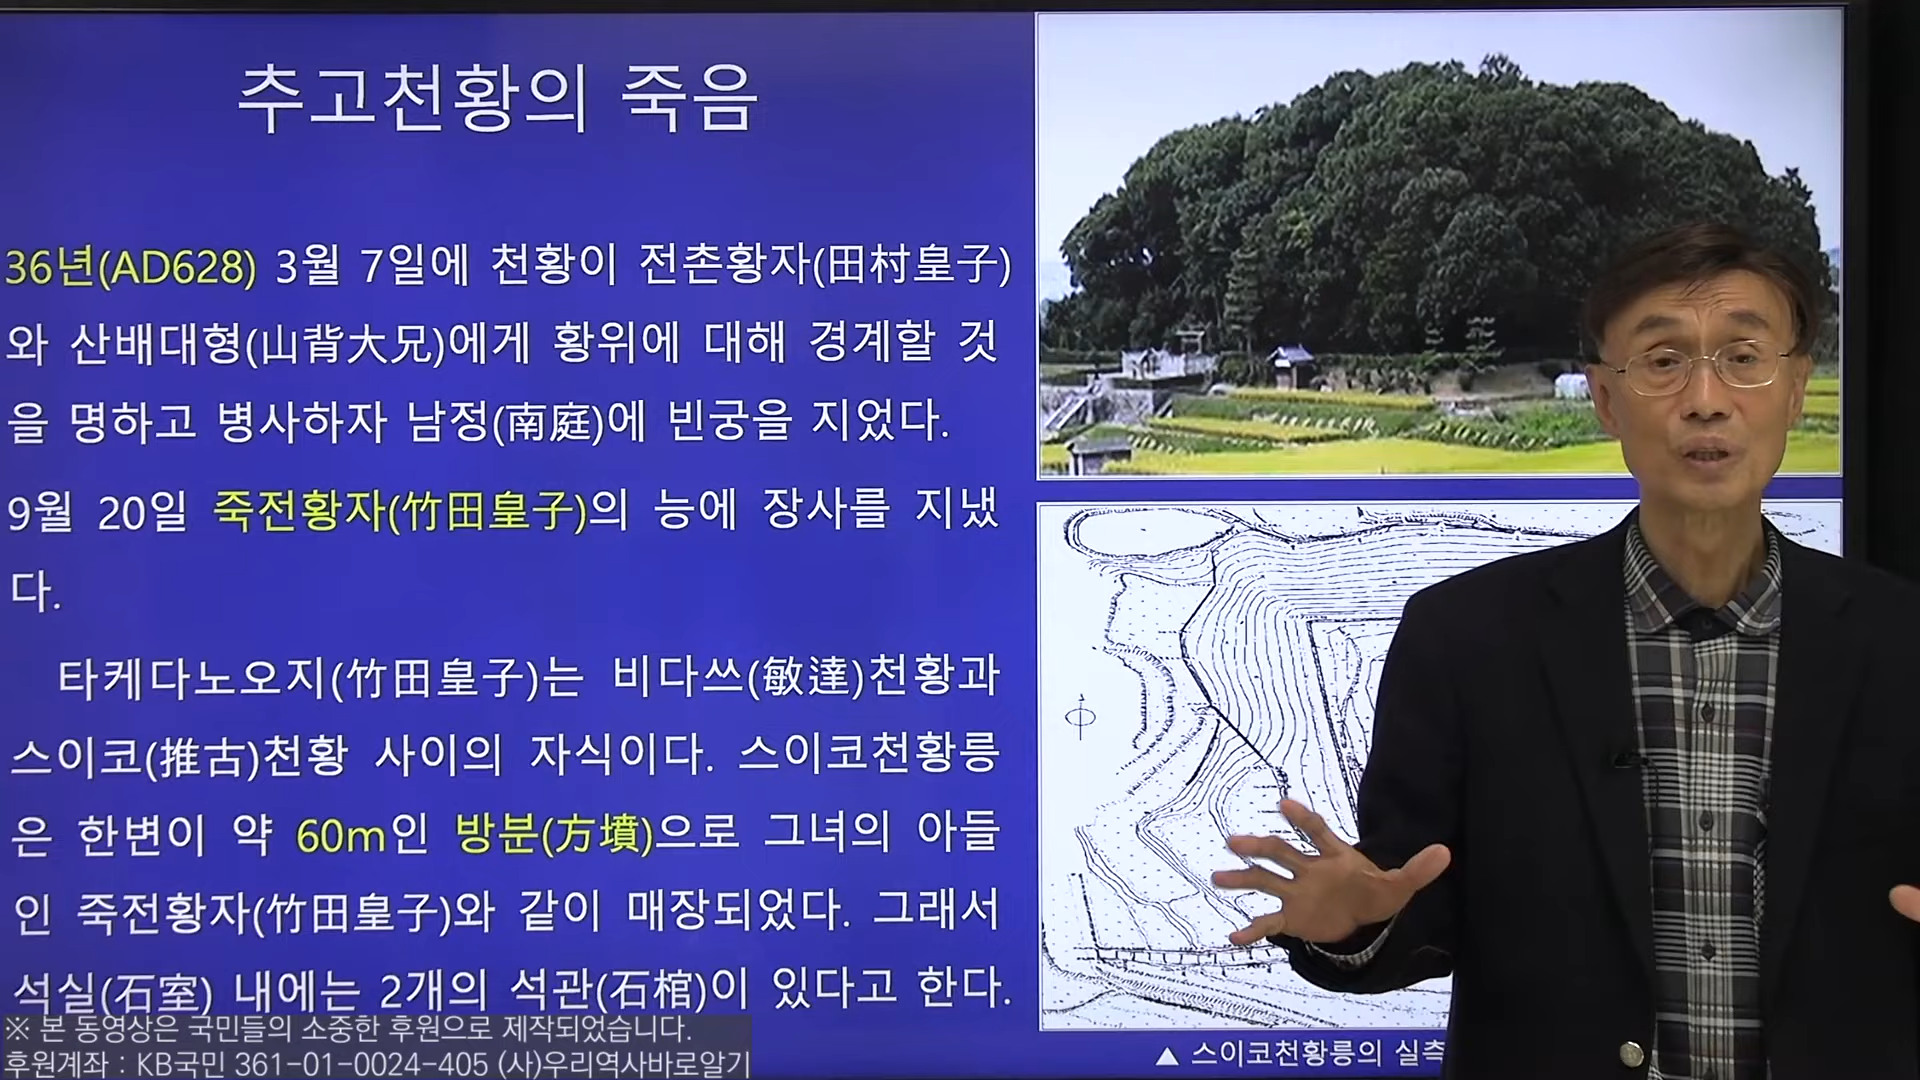 추고천황의 죽음
36년(AD628) 3월 7일에 천황이 전촌황자(田村皇子)
와 산배대형(山背大兄)에게 황위에 대해 경계할 것
을 명하고 병사하자 남정(南庭)에 빈궁을 지었다.
9월 20일 죽전황자(竹田皇子)의 능에 장사를 지냈
다.
타케다노오지(竹田皇子)는 비다쓰(敏達)천황과
스이코(推古)천황 사이의 자식이다. 스이코천황릉
은 한변이 약 60m인 방분(方墳)으로 그녀의 아들
인 죽전황자(竹田皇子)와 같이 매장되었다. 그래서
석실(石室) 내에는 2개의 석관(石棺)이 있다고 한다.
▲ 스이코천황릉의 실측
※ 본 동영상은 국민들의 소중한 후원으로 제작되었습니다.
후원계좌 : KB국민 361-01-0024-405 (사)우리역사바로알기